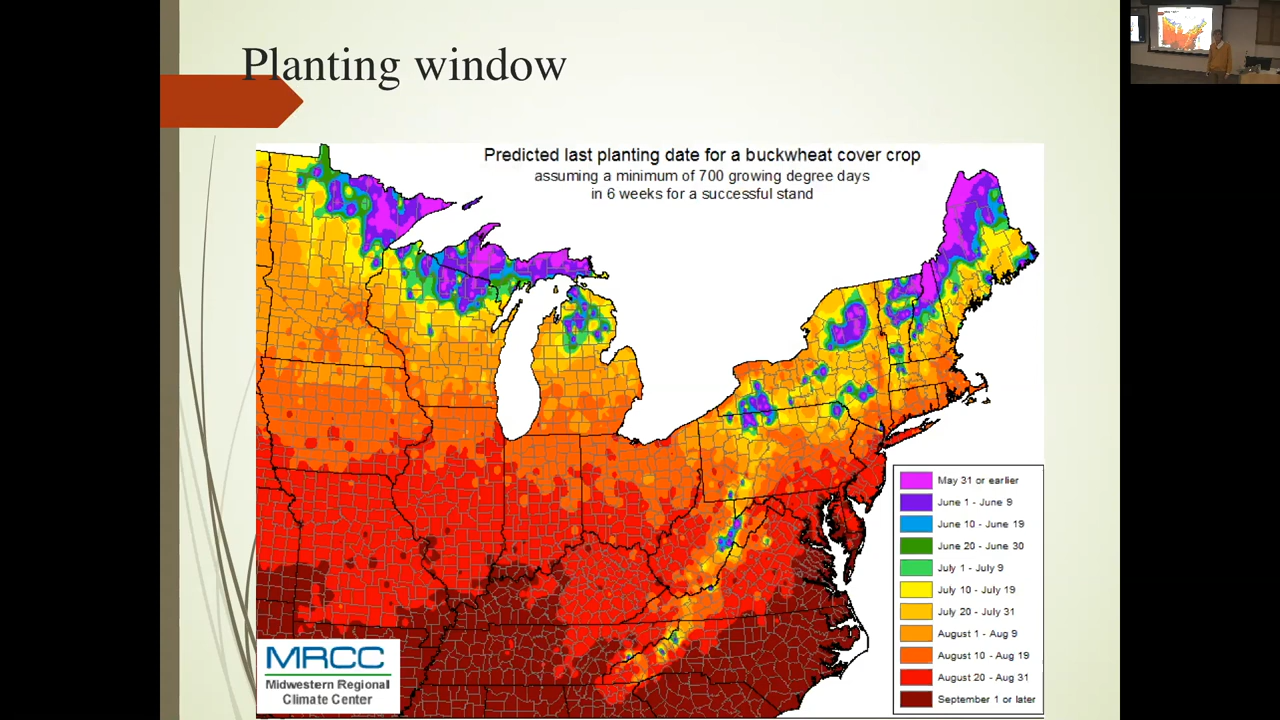 Planting window
Predicted last planting date for a buckwheat cover crop
assuming a minimum of 700 growing degree days
in 6 weeks for a successful stand
May 31 or earlier
June 1 - June 9
June 10 - June 19
June 20 - June 30
July 1 - July 9
July 10 - July 19
July 20 - July 31
August 1 - Aug 9
August 10 - Aug 19
August 20 - Aug 31
September 1 or later
MRCC
Midwestern Regional
Climate Center